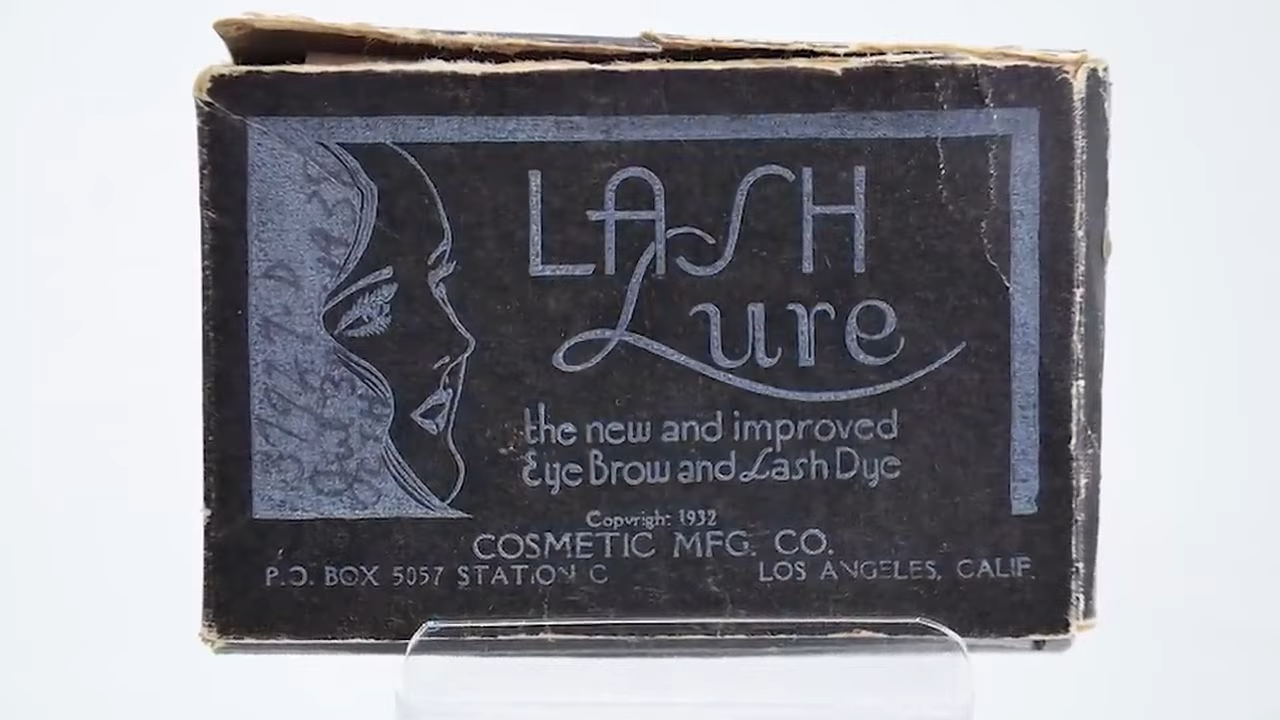 LASH
Lure
the new and improved
Eye Brow and Lash Dye
Copyright 1932
COSMETIC MFG. CO.
P.O. BOX 5057 STATION C
LOS ANGELES, CALIF.